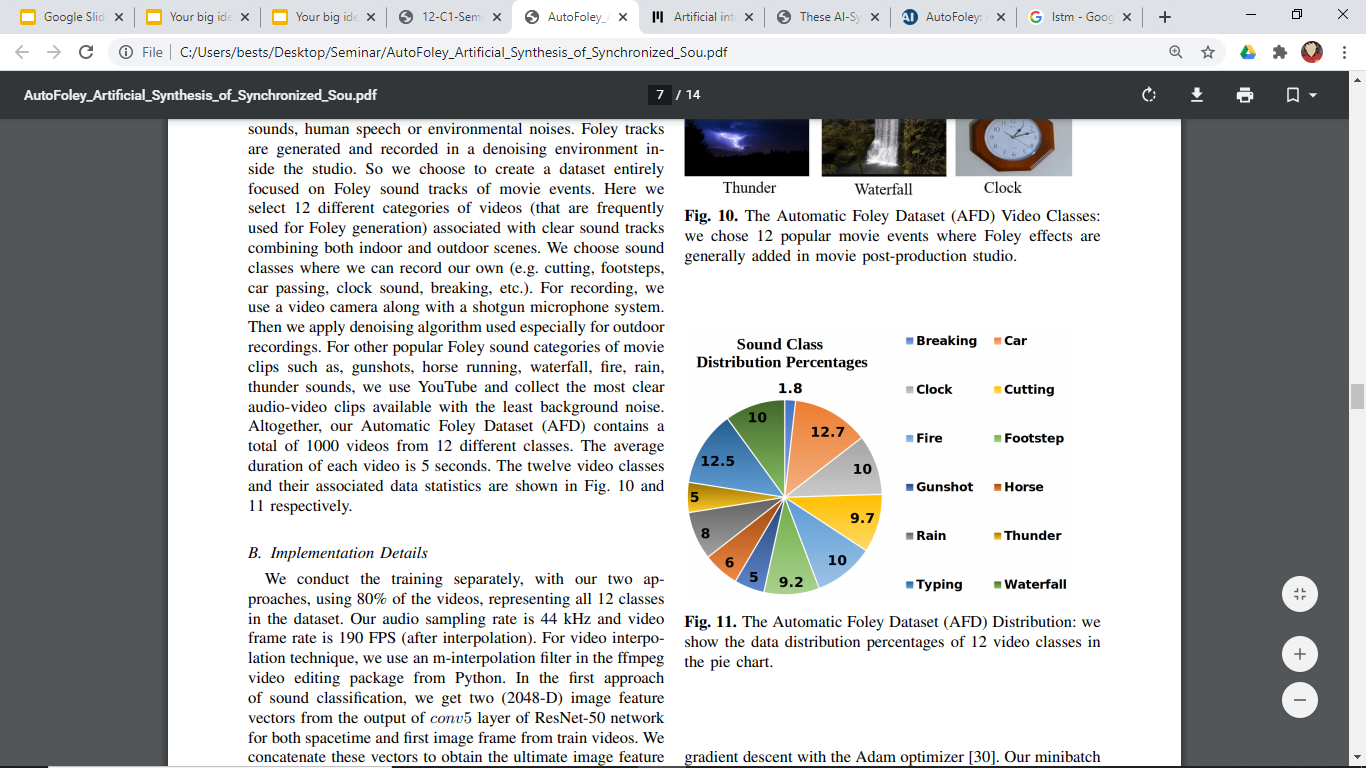 Google Slid
Your big ide
Your big ide
12-C1-Sem
AutoFoley_
Artificial int
These AI-Sy
AI
AutoFoley:
lstm - Goog
File
C:/Users/bests/Desktop/Seminar/AutoFoley_Artificial_Synthesis_of_Synchronized_Sou.pdf
AutoFoley_Artificial_Synthesis_of_Synchronized_Sou.pdf
7 / 14
sounds, human speech or environmental noises. Foley tracks
are generated and recorded in a denoising environment in-
side the studio. So we choose to create a dataset entirely
focused on Foley sound tracks of movie events. Here we
select 12 different categories of videos (that are frequently
used for Foley generation) associated with clear sound tracks
combining both indoor and outdoor scenes. We choose sound
classes where we can record our own (e.g. cutting, footsteps,
car passing, clock sound, breaking, etc.). For recording, we
use a video camera along with a shotgun microphone system.
Then we apply denoising algorithm used especially for outdoor
recordings. For other popular Foley sound categories of movie
clips such as, gunshots, horse running, waterfall, fire, rain,
thunder sounds, we use YouTube and collect the most clear
audio-video clips available with the least background noise.
Altogether, our Automatic Foley Dataset (AFD) contains a
total of 1000 videos from 12 different classes. The average
duration of each video is 5 seconds. The twelve video classes
and their associated data statistics are shown in Fig. 10 and
11 respectively.
B. Implementation Details
We conduct the training separately, with our two ap-
proaches, using 80% of the videos, representing all 12 classes
in the dataset. Our audio sampling rate is 44 kHz and video
frame rate is 190 FPS (after interpolation). For video interpo-
lation technique, we use an m-interpolation filter in the ffmpeg
video editing package from Python. In the first approach
of sound classification, we get two (2048-D) image feature
vectors from the output of conv5 layer of ResNet-50 network
for both spacetime and first image frame from train videos. We
concatenate these vectors to obtain the ultimate image feature
Thunder
Waterfall
Clock
Fig. 10. The Automatic Foley Dataset (AFD) Video Classes:
we chose 12 popular movie events where Foley effects are
generally added in movie post-production studio.
Sound Class
Distribution Percentages
1.8
12.7
10
9.7
10
9.2
5
6
8
5
12.5
10
Breaking
Car
Clock
Cutting
Fire
Footstep
Gunshot
Horse
Rain
Thunder
Typing
Waterfall
Fig. 11. The Automatic Foley Dataset (AFD) Distribution: we
show the data distribution percentages of 12 video classes in
the pie chart.
gradient descent with the Adam optimizer [30]. Our minibatch